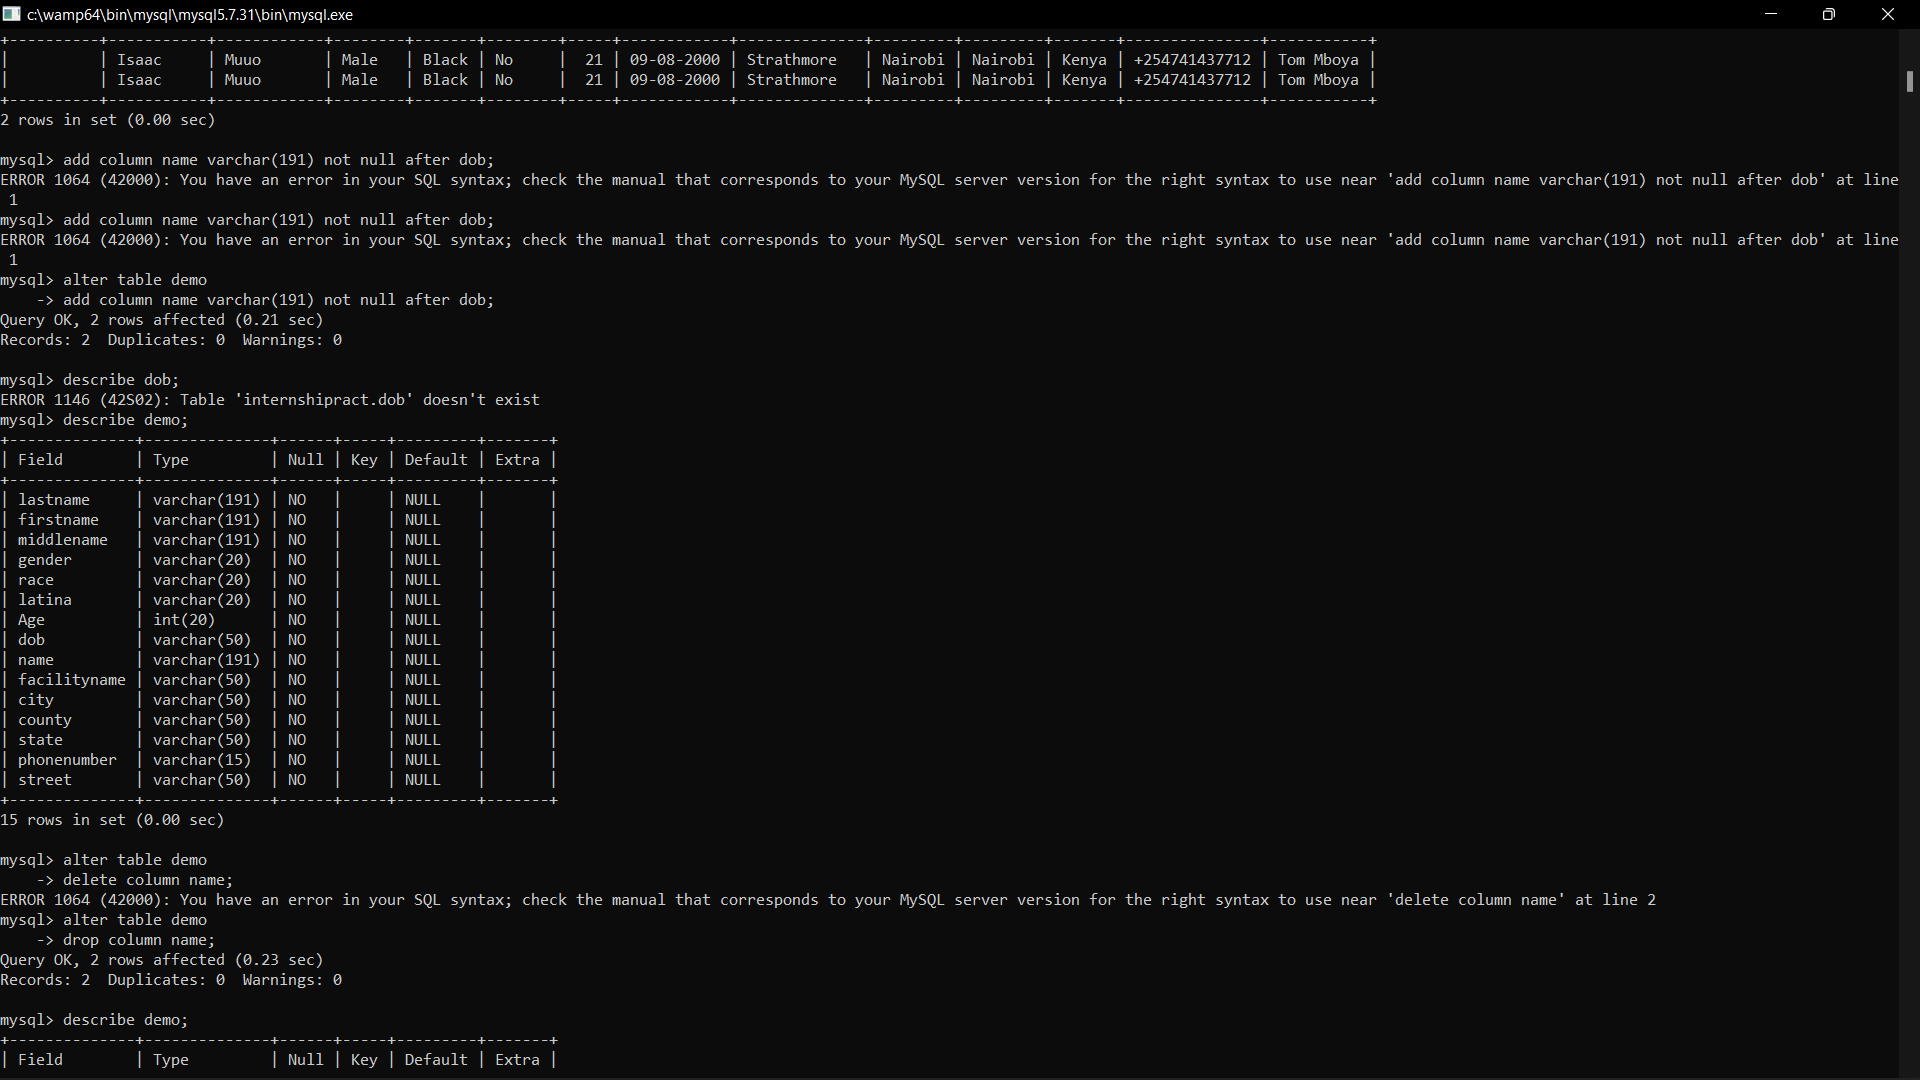 c:\wamp64\bin\mysql\mysql5.7.31\bin\mysql.exe
+----------+-----------+------------+--------+-------+--------+-----+------------+--------------+---------+---------+-------+---------------+-----------+
|          | Isaac     | Muuo       | Male   | Black | No     |  21 | 09-08-2000 | Strathmore   | Nairobi | Nairobi | Kenya | +254741437712 | Tom Mboya |
|          | Isaac     | Muuo       | Male   | Black | No     |  21 | 09-08-2000 | Strathmore   | Nairobi | Nairobi | Kenya | +254741437712 | Tom Mboya |
+----------+-----------+------------+--------+-------+--------+-----+------------+--------------+---------+---------+-------+---------------+-----------+
2 rows in set (0.00 sec)
mysql> add column name varchar(191) not null after dob;
ERROR 1064 (42000): You have an error in your SQL syntax; check the manual that corresponds to your MySQL server version for the right syntax to use near 'add column name varchar(191) not null after dob' at line
 1
mysql> add column name varchar(191) not null after dob;
ERROR 1064 (42000): You have an error in your SQL syntax; check the manual that corresponds to your MySQL server version for the right syntax to use near 'add column name varchar(191) not null after dob' at line
 1
mysql> alter table demo
    -> add column name varchar(191) not null after dob;
Query OK, 2 rows affected (0.21 sec)
Records: 2  Duplicates: 0  Warnings: 0
mysql> describe dob;
ERROR 1146 (42S02): Table 'internshipract.dob' doesn't exist
mysql> describe demo;
+--------------+--------------+------+-----+---------+-------+
| Field        | Type         | Null | Key | Default | Extra |
+--------------+--------------+------+-----+---------+-------+
| lastname     | varchar(191) | NO   |     | NULL    |       |
| firstname    | varchar(191) | NO   |     | NULL    |       |
| middlename   | varchar(191) | NO   |     | NULL    |       |
| gender       | varchar(20)  | NO   |     | NULL    |       |
| race         | varchar(20)  | NO   |     | NULL    |       |
| latina       | varchar(20)  | NO   |     | NULL    |       |
| Age          | int(20)      | NO   |     | NULL    |       |
| dob          | varchar(50)  | NO   |     | NULL    |       |
| name         | varchar(191) | NO   |     | NULL    |       |
| facilityname | varchar(50)  | NO   |     | NULL    |       |
| city         | varchar(50)  | NO   |     | NULL    |       |
| county       | varchar(50)  | NO   |     | NULL    |       |
| state        | varchar(50)  | NO   |     | NULL    |       |
| phonenumber  | varchar(15)  | NO   |     | NULL    |       |
| street       | varchar(50)  | NO   |     | NULL    |       |
+--------------+--------------+------+-----+---------+-------+
15 rows in set (0.00 sec)
mysql> alter table demo
    -> delete column name;
ERROR 1064 (42000): You have an error in your SQL syntax; check the manual that corresponds to your MySQL server version for the right syntax to use near 'delete column name' at line 2
mysql> alter table demo
    -> drop column name;
Query OK, 2 rows affected (0.23 sec)
Records: 2  Duplicates: 0  Warnings: 0
mysql> describe demo;
+--------------+--------------+------+-----+---------+-------+
| Field        | Type         | Null | Key | Default | Extra |